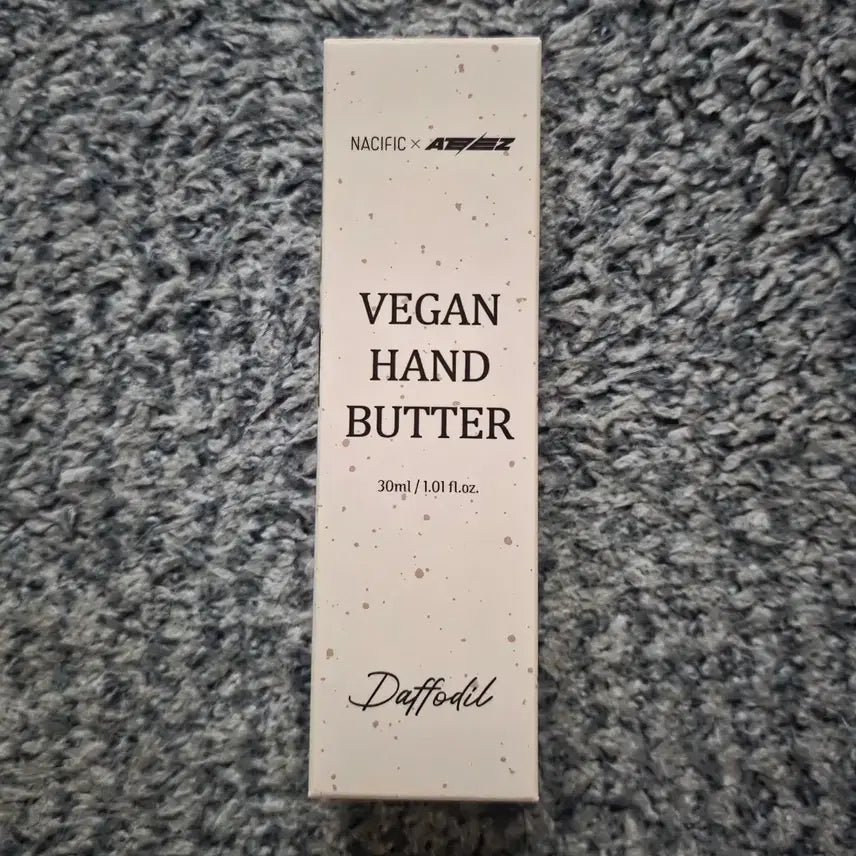 NACIFIC × ATEEZ
VEGAN
HAND
BUTTER
30ml / 1.01 fl.oz.
Daffodil